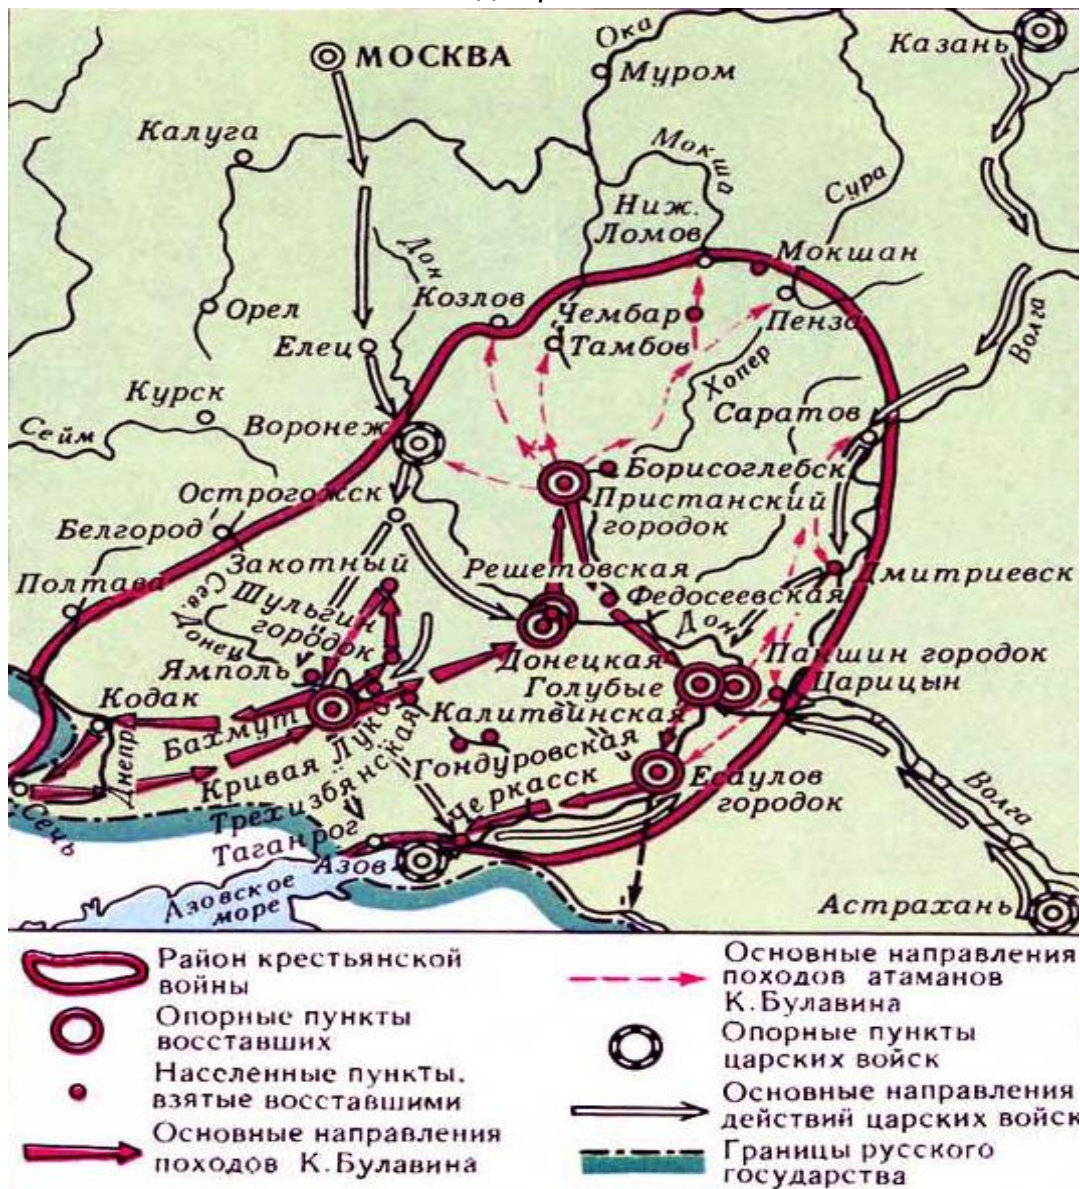 Ока
Казань
МОСКВА
Муром
Калуга
Мокша
Сура
Ниж.
Ломов
Дон
Мокшан
Козлов
Орел
Чембар
Пенза
Волга
Елец
Тамбов
Хопер
Курск
Саратов
Сейм
Воронеж
Борисоглебск
Острогожск
Пристанский
городок
Белгород
Закотный
Решетовская
Дмитриевск
Полтава
Шульгин
городок
Федосеевская
Сев. Донец
Дон
Ямполь
Донецкая
Паншин городок
Кодак
Голубые
Царицын
Бахмут
Калитвинская
Днепр
Кривая Лука
Гондуровская
Трехизбянская
Черкасск
Есаулов
городок
Волга
Сечь
Таганрог
Азов
Азовское
море
Астрахань
Район крестьянской
войны
Опорные пункты
восставших
Населенные пункты,
взятые восставшими
Основные направления
походов К.Булавина
Основные направления
походов атаманов
К.Булавина
Опорные пункты
царских войск
Основные направления
действий царских войск
Границы русского
государства